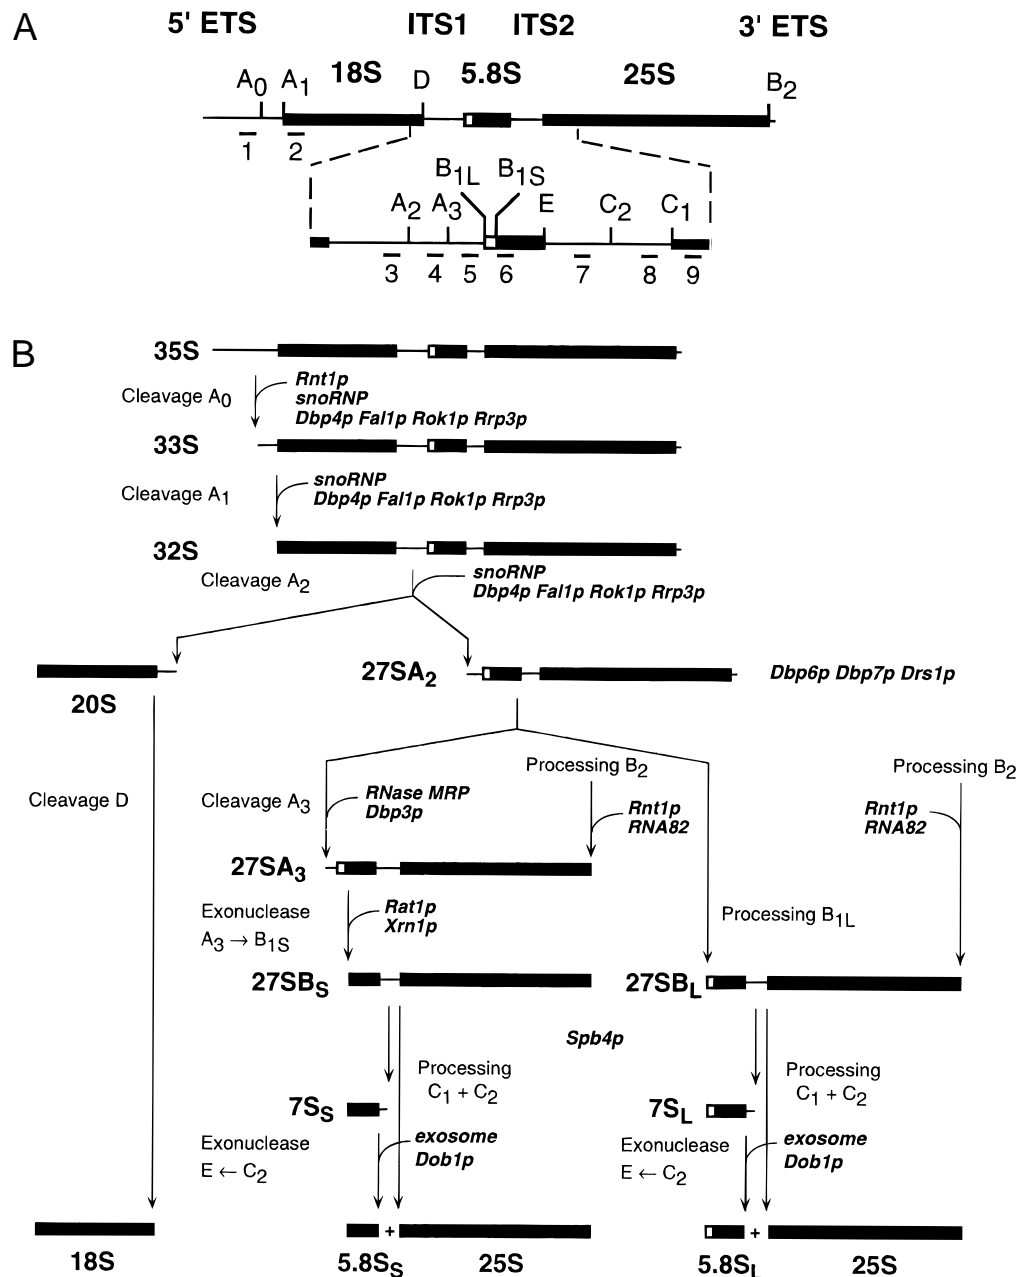 A
5' ETS ITS1 ITS2 3' ETS
A0 A1 18S D 5.8S 25S B2
1 2
B1L B1S
A2 A3 E C2 C1
3 4 5 6 7 8 9
B
35S
Cleavage A0
Rnt1p
snoRNP
Dbp4p Fal1p Rok1p Rrp3p
33S
Cleavage A1
snoRNP
Dbp4p Fal1p Rok1p Rrp3p
32S
Cleavage A2
snoRNP
Dbp4p Fal1p Rok1p Rrp3p
20S
27SA2
Dbp6p Dbp7p Drs1p
Cleavage D
Cleavage A3
RNase MRP
Dbp3p
Processing B2
Rnt1p
RNA82
Processing B2
Rnt1p
RNA82
27SA3
Exonuclease
A3 → B1S
Rat1p
Xrn1p
Processing B1L
27SBS
27SBL
Spb4p
Processing
C1 + C2
Processing
C1 + C2
7SS
7SL
Exonuclease
E ← C2
exosome
Dob1p
Exonuclease
E ← C2
exosome
Dob1p
+ +
18S 5.8SS 25S 5.8SL 25S